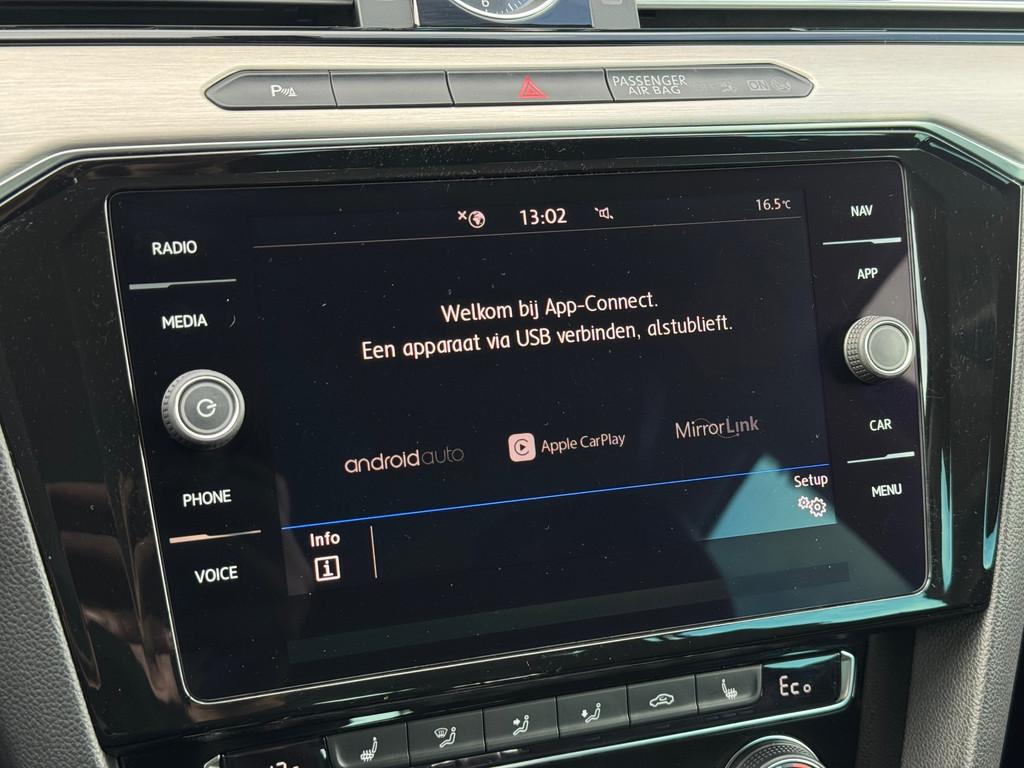 6
PASSENGER
AIR BAG
ON
P
13:02
16.5°C
RADIO
MEDIA
PHONE
VOICE
Welkom bij App-Connect.
Een apparaat via USB verbinden, alstublieft.
androidauto
Apple CarPlay
MirrorLink
Setup
Info
i
NAV
APP
CAR
MENU
Eco